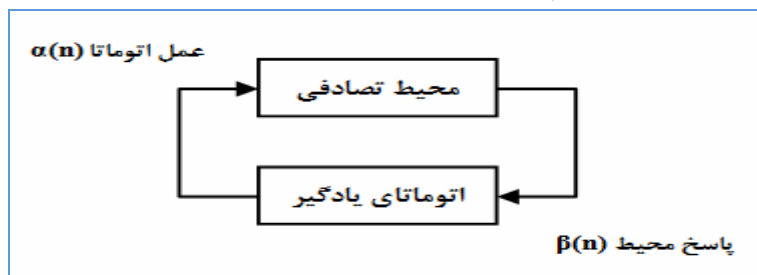 عمل اتوماتا α(n)
محیط تصادفی
اتوماتای یادگیر
پاسخ محیط β(n)